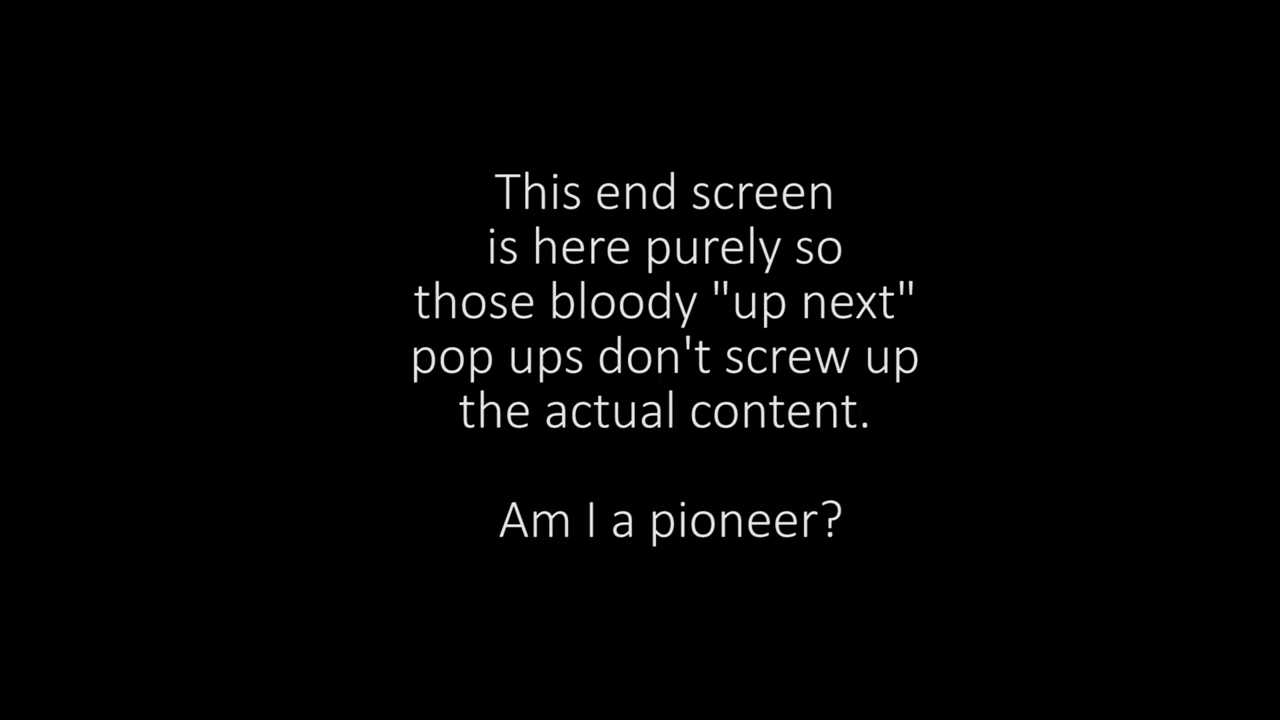 This end screen
is here purely so
those bloody "up next"
pop ups don't screw up
the actual content.
Am I a pioneer?